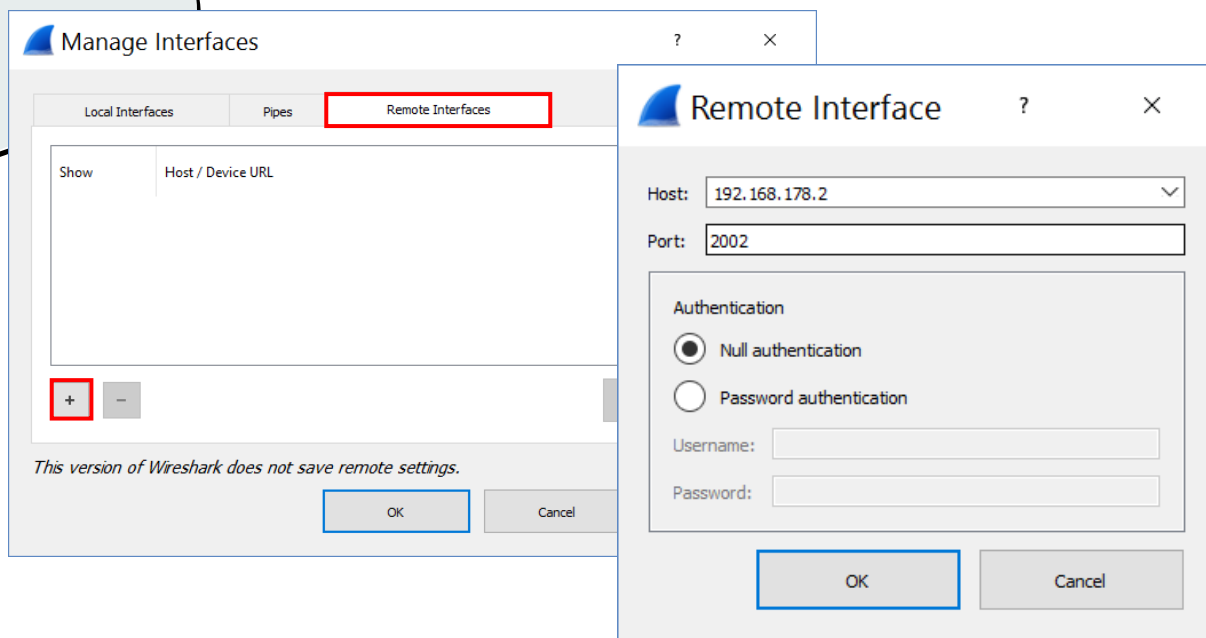 Manage Interfaces
?
×
Local Interfaces
Pipes
Remote Interfaces
Show
Host / Device URL
+
−
This version of Wireshark does not save remote settings.
OK
Cancel
Remote Interface
?
×
Host:
192.168.178.2
Port:
2002
Authentication
Null authentication
Password authentication
Username:
Password:
OK
Cancel